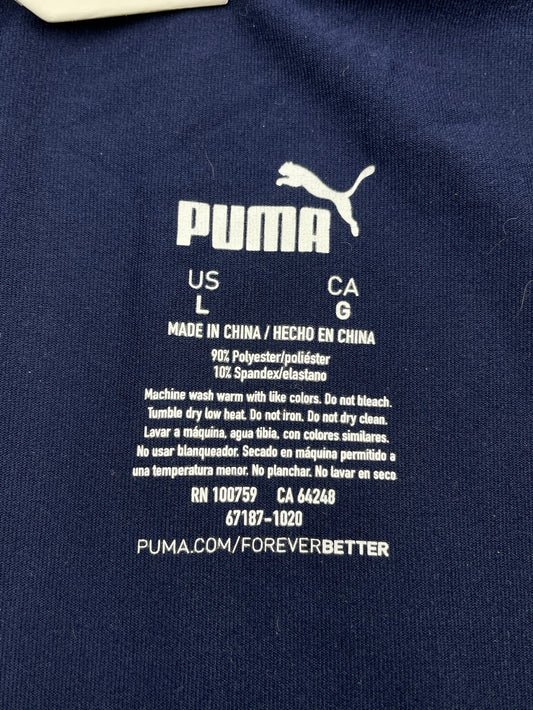 PUMA
US CA
L G
MADE IN CHINA / HECHO EN CHINA
90% Polyester/poliéster
10% Spandex/elastano
Machine wash warm with like colors. Do not bleach.
Tumble dry low heat. Do not iron. Do not dry clean.
Lavar a máquina, agua tibia, con colores similares.
No usar blanqueador. Secado en máquina permitido a
una temperatura menor. No planchar. No lavar en seco
RN 100759 CA 64248
67187-1020
PUMA.COM/FOREVERBETTER